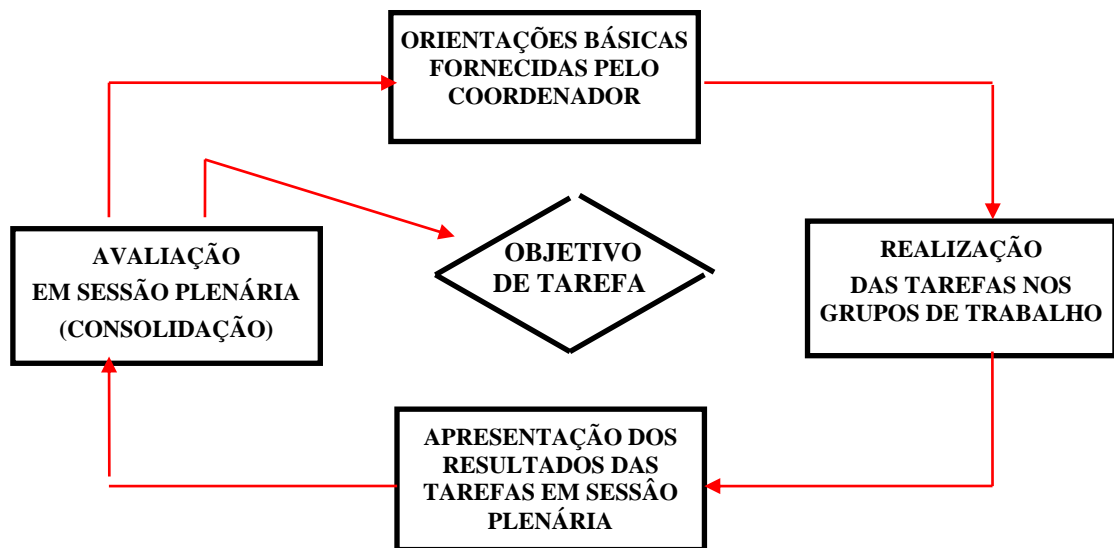 ORIENTAÇÕES BÁSICAS
FORNECIDAS PELO
COORDENADOR
AVALIAÇÃO
EM SESSÃO PLENÁRIA
(CONSOLIDAÇÃO)
OBJETIVO
DE TAREFA
REALIZAÇÃO
DAS TAREFAS NOS
GRUPOS DE TRABALHO
APRESENTAÇÃO DOS
RESULTADOS DAS
TAREFAS EM SESSÂO
PLENÁRIA